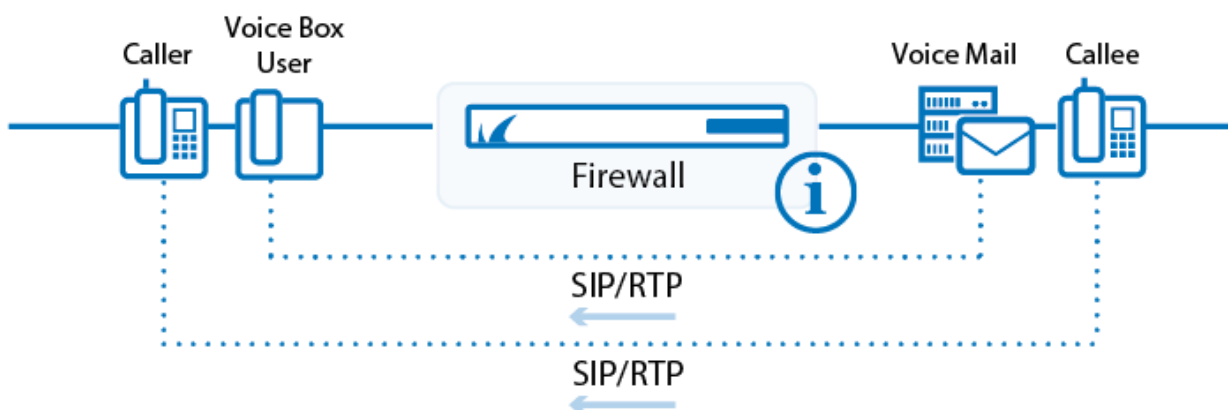 Caller
Voice Box
User
Voice Mail
Callee
Firewall
i
SIP/RTP
SIP/RTP